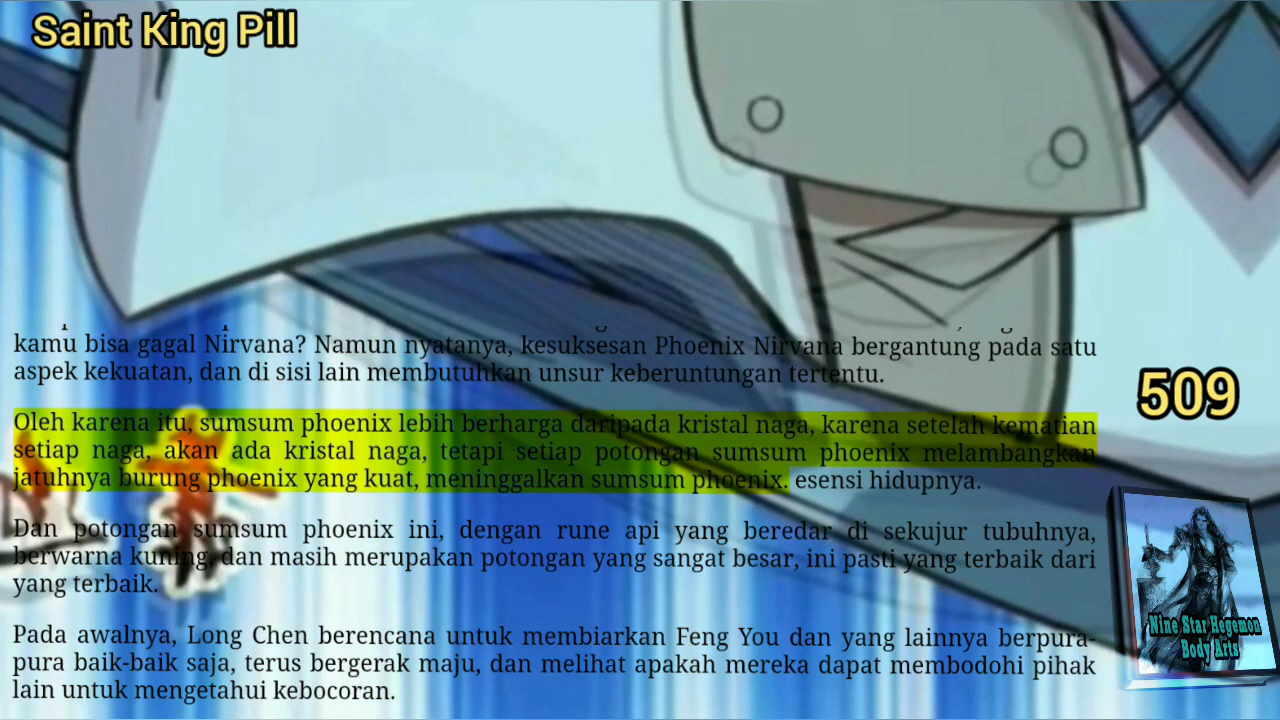 Saint King Pill
kamu bisa gagal Nirvana? Namun nyatanya, kesuksesan Phoenix Nirvana bergantung pada satu
aspek kekuatan, dan di sisi lain membutuhkan unsur keberuntungan tertentu.
509
Oleh karena itu, sumsum phoenix lebih berharga daripada kristal naga, karena setelah kematian
setiap naga, akan ada kristal naga, tetapi setiap potongan sumsum phoenix melambangkan
jatuhnya burung phoenix yang kuat, meninggalkan sumsum phoenix. esensi hidupnya.
Dan potongan sumsum phoenix ini, dengan rune api yang beredar di sekujur tubuhnya,
berwarna kuning, dan masih merupakan potongan yang sangat besar, ini pasti yang terbaik dari
yang terbaik.
Pada awalnya, Long Chen berencana untuk membiarkan Feng You dan yang lainnya berpura-
pura baik-baik saja, terus bergerak maju, dan melihat apakah mereka dapat membodohi pihak
lain untuk mengetahui kebocoran.
Nine Star Hegemon
Body Arts